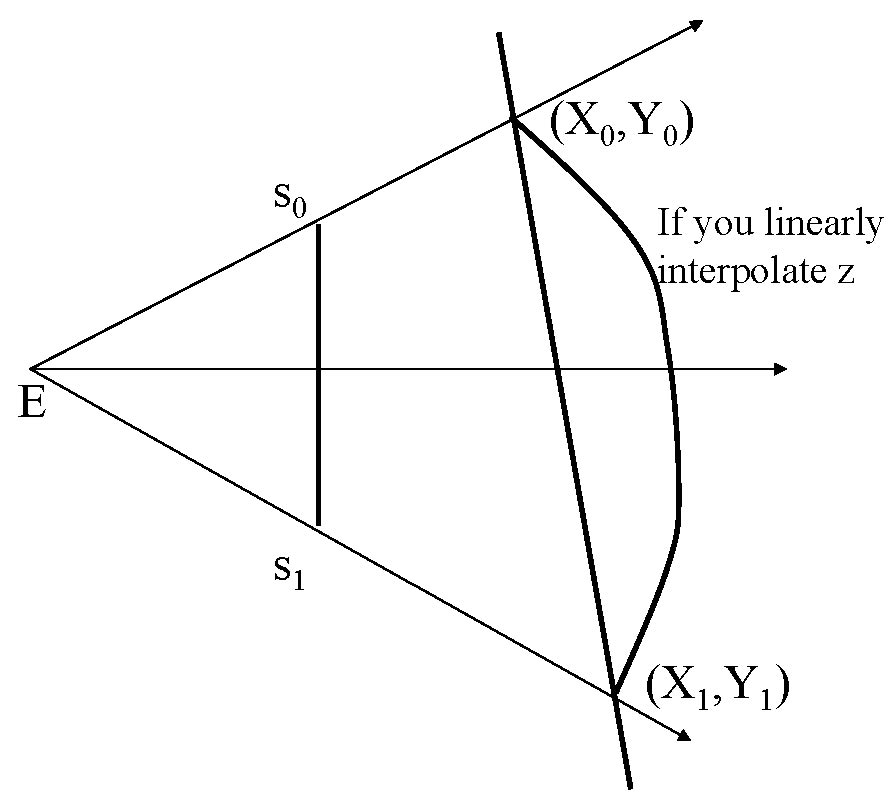 (X₀,Y₀)
s₀
If you linearly
interpolate z
E
s₁
(X₁,Y₁)